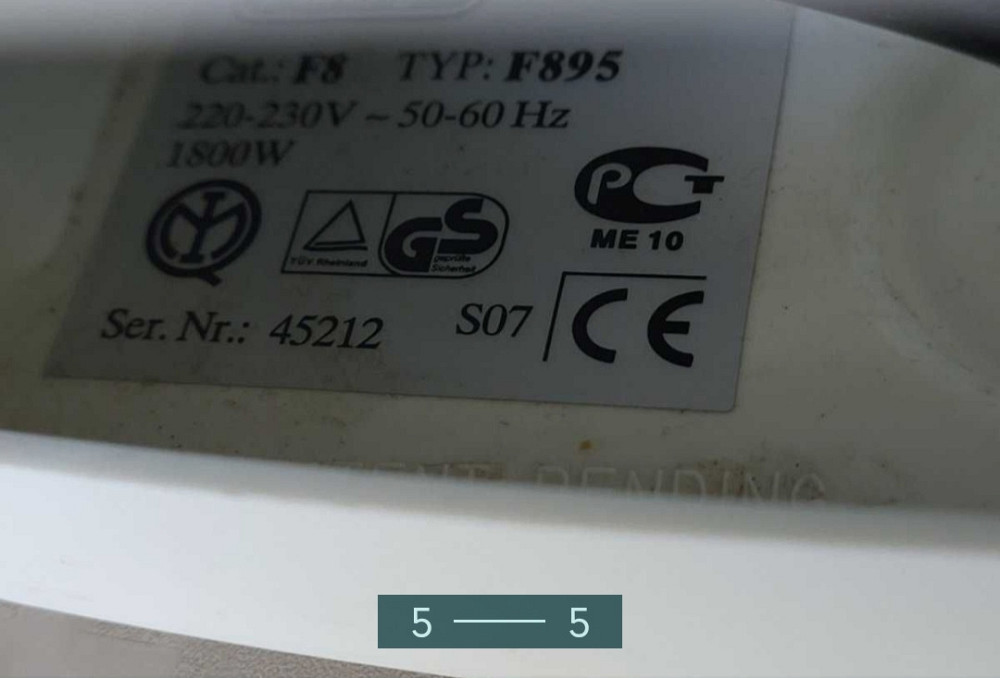 Cat.: F8 TYP: F895
220-230V ~ 50-60 Hz
1800W
TÜV Rheinland
GS
geprüfte
Sicherheit
PCT
ME 10
Ser. Nr.: 45212
S07
CE
PENDING
5 — 5